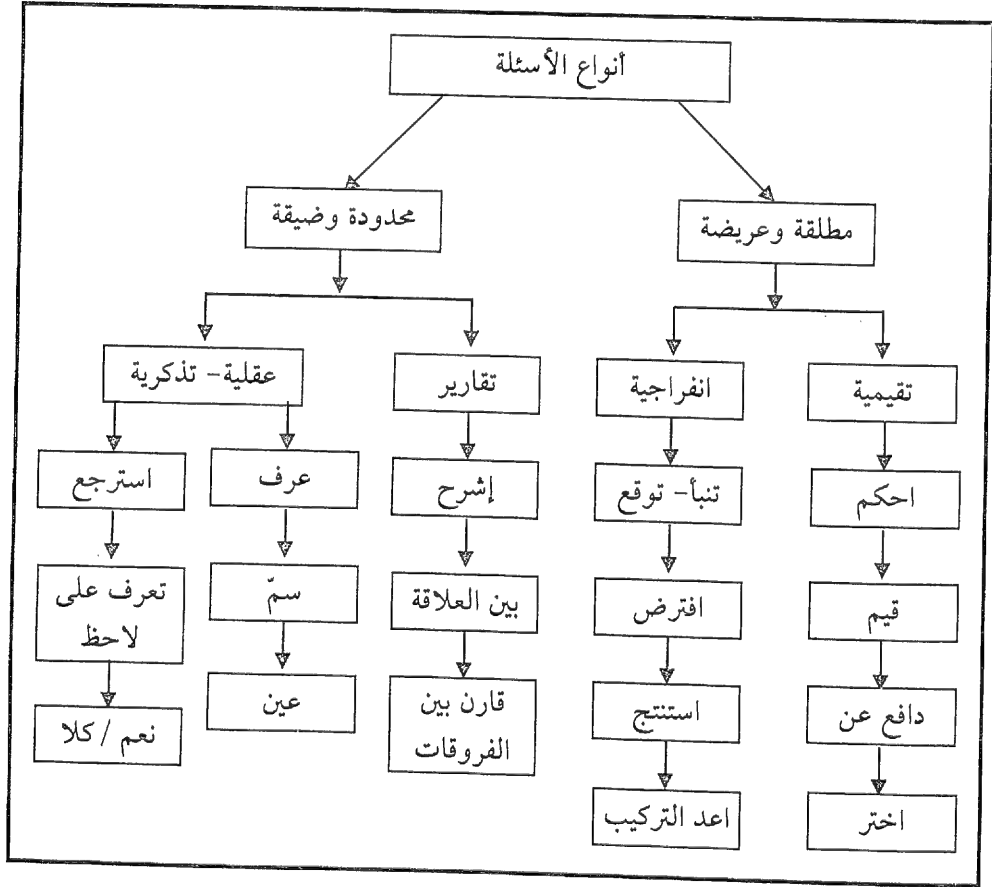 أنواع الأسئلة
مطلقة وعريضة
محدودة وضيقة
تقيمية
انفراجية
تقارير
عقلية- تذكرية
احكم
تنبأ- توقع
إشرح
عرف
استرجع
قيم
افترض
بين العلاقة
سمّ
تعرف على
لاحظ
دافع عن
استنتج
قارن بين
الفروقات
عين
نعم / كلا
اختر
اعد التركيب